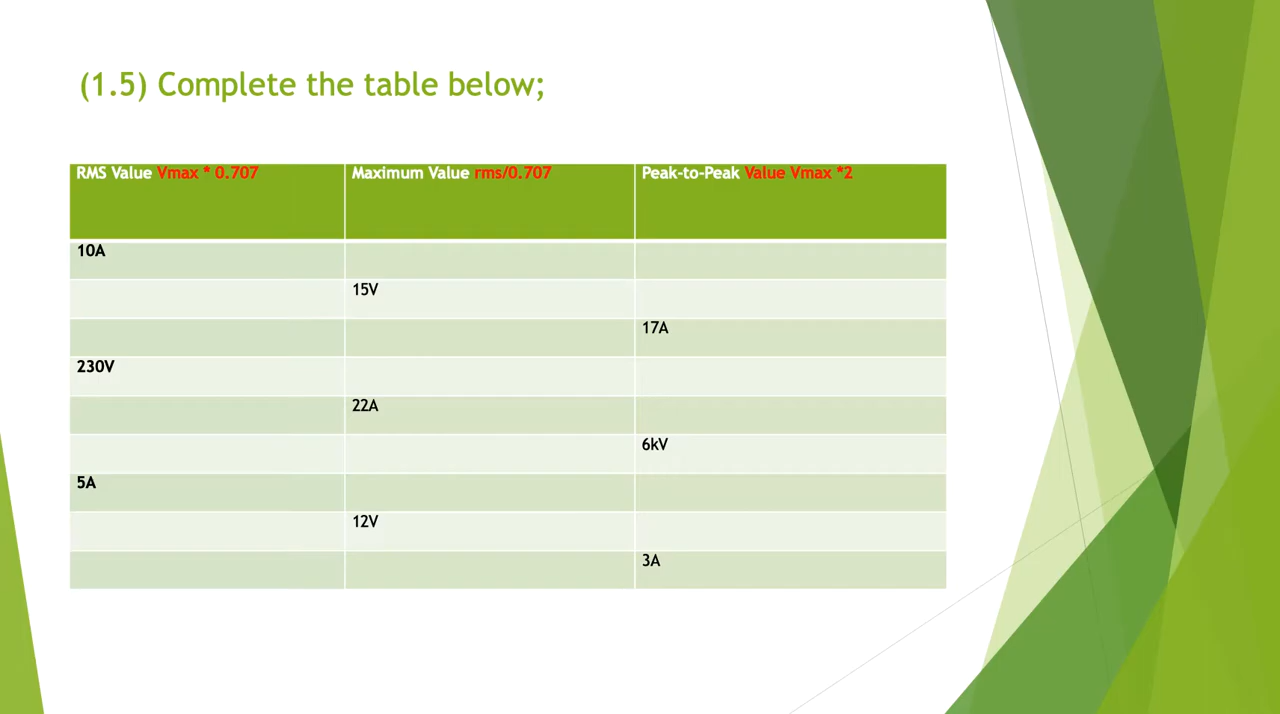 (1.5) Complete the table below;
RMS Value Vmax * 0.707 Maximum Value rms/0.707 Peak-to-Peak Value Vmax *2
10A
15V
17A
230V
22A
6kV
5A
12V
3A